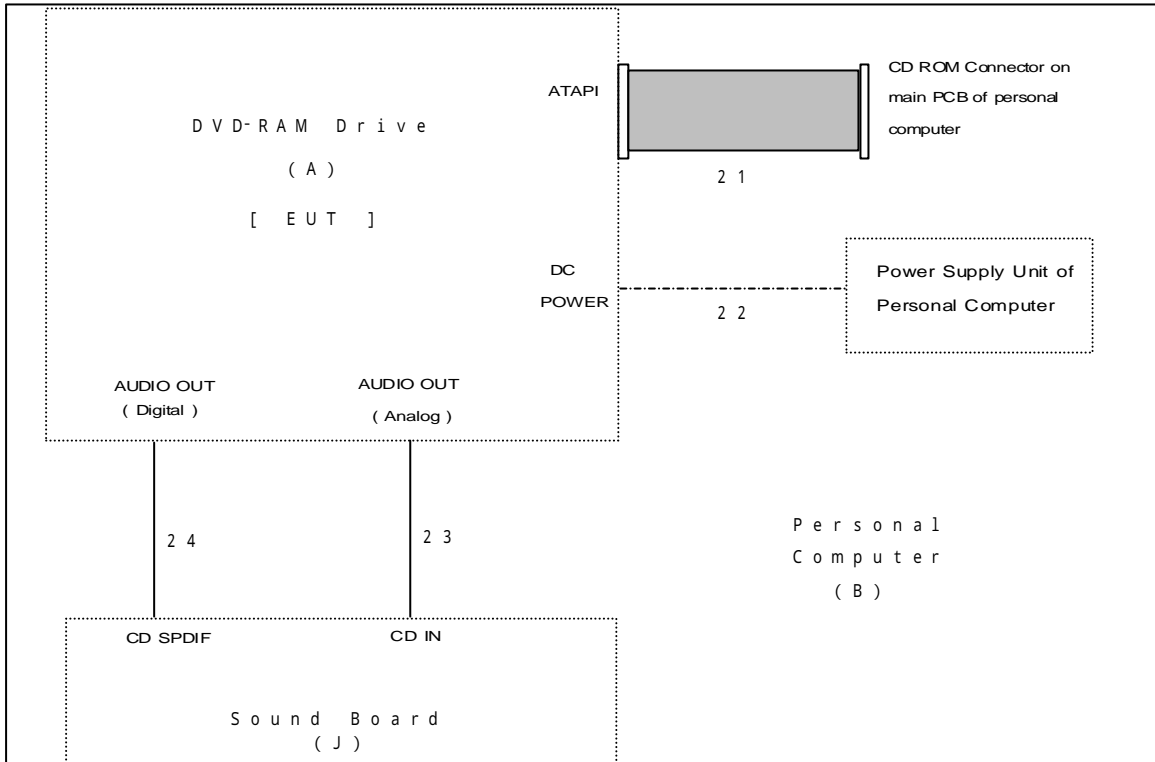 ATAPI
CD ROM Connector on
main PCB of personal
computer
DVD-RAM Drive
(A)
[ EUT ]
21
DC
POWER
22
Power Supply Unit of
Personal Computer
AUDIO OUT
( Digital )
AUDIO OUT
( Analog )
24
23
Personal
Computer
(B)
CD SPDIF
CD IN
Sound Board
(J)